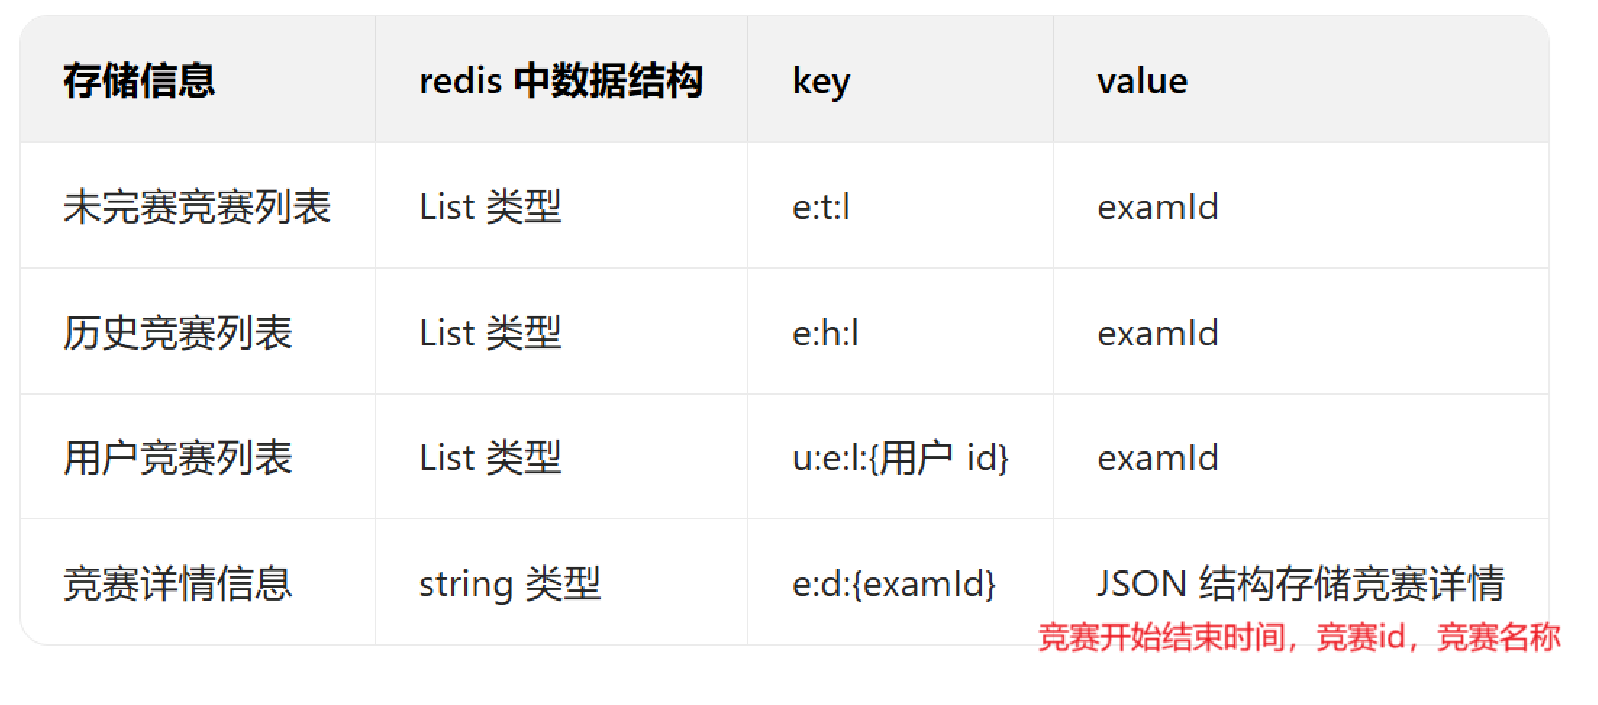 存储信息 redis 中数据结构 key value
未完赛竞赛列表 List 类型 e:t:l examId
历史竞赛列表 List 类型 e:h:l examId
用户竞赛列表 List 类型 u:e:l:{用户 id} examId
竞赛详情信息 string 类型 e:d:{examId} JSON 结构存储竞赛详情
竞赛开始结束时间，竞赛id，竞赛名称